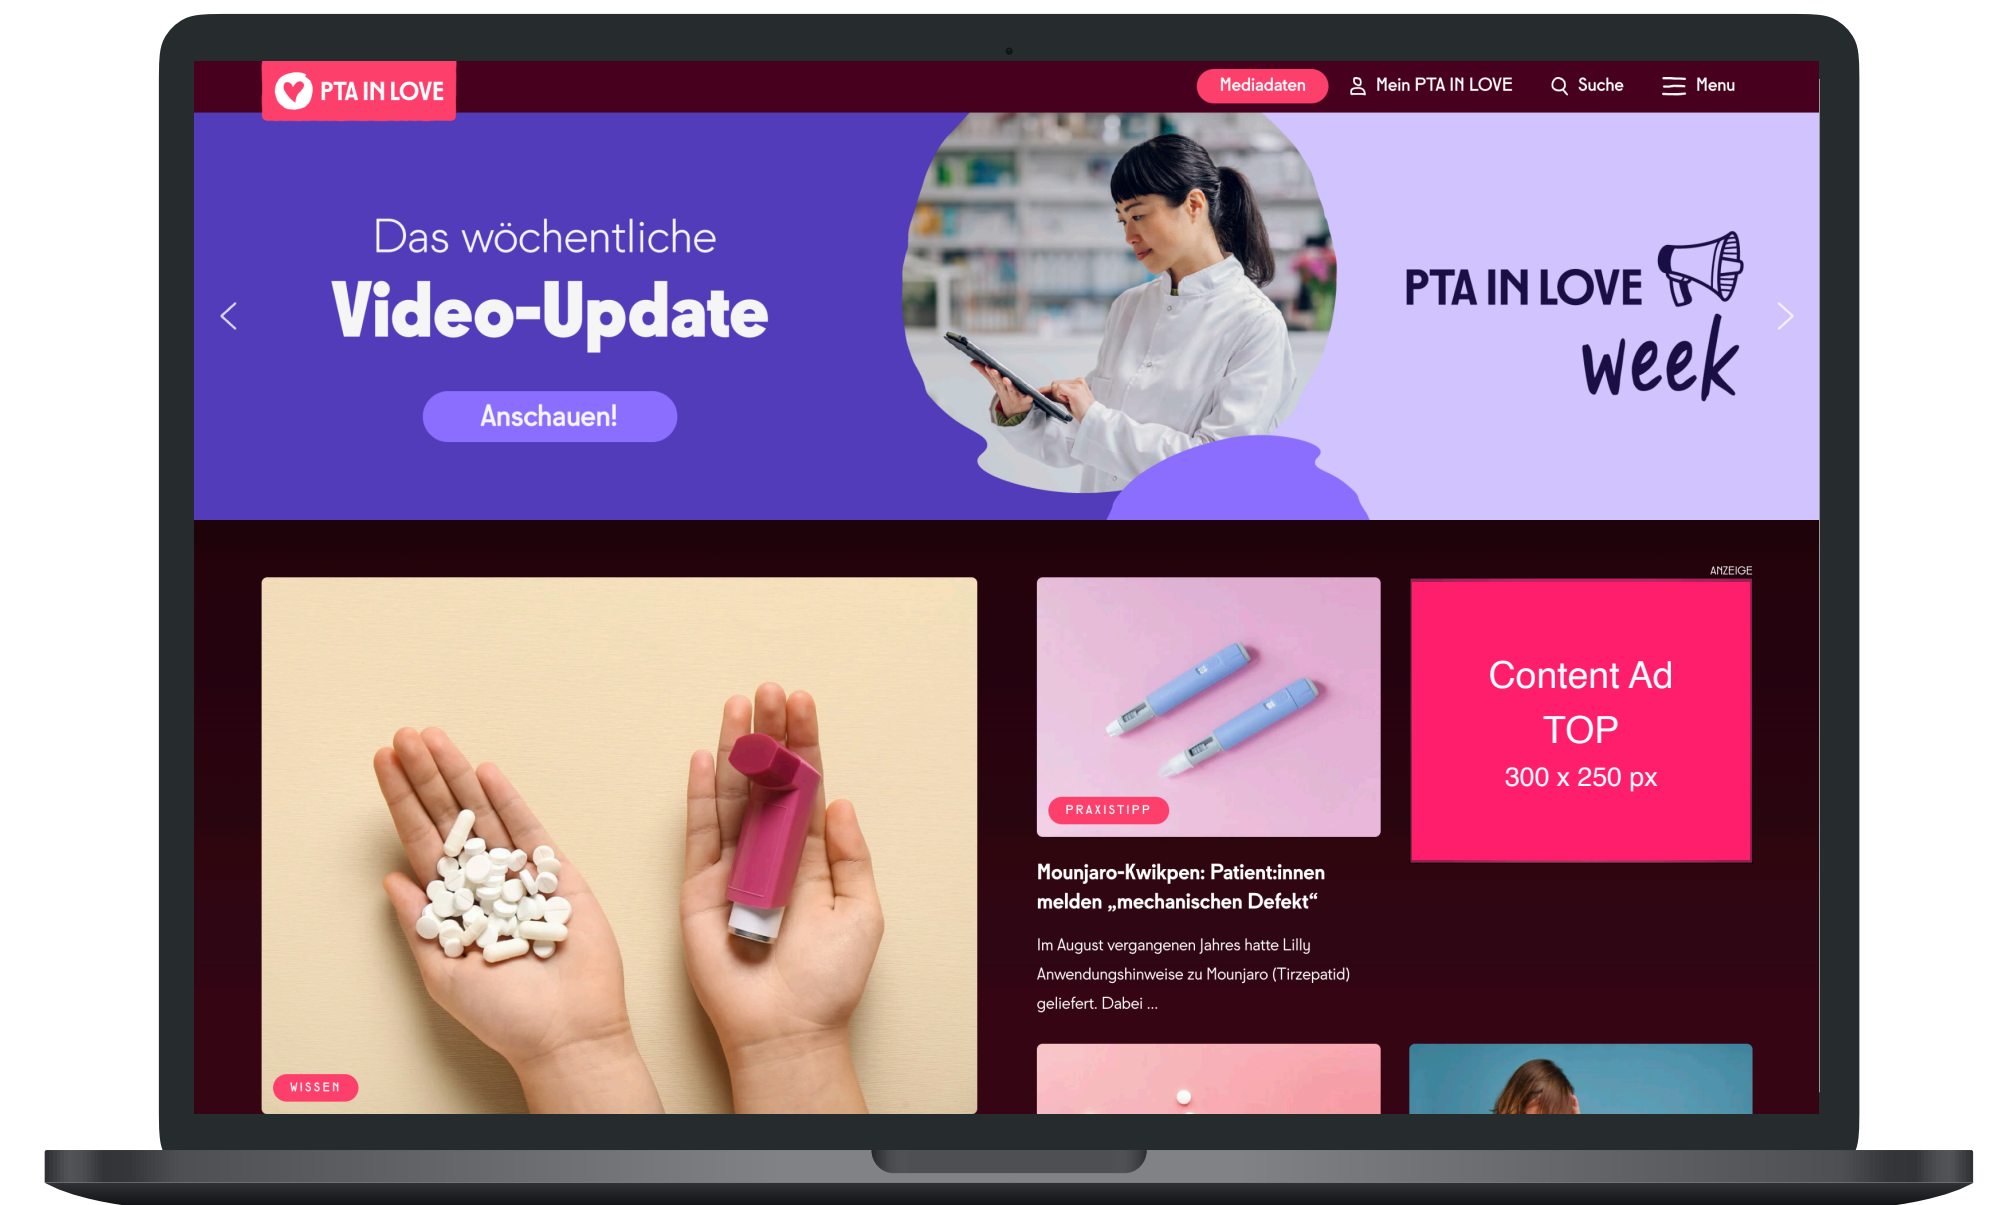 PTA IN LOVE
Mediadaten
Mein PTA IN LOVE
Suche
Menu
Das wöchentliche
Video-Update
Anschauen!
PTA IN LOVE
week
WISSEN
PRAXISTIPP
Mounjaro-Kwikpen: Patient:innen
melden „mechanischen Defekt“
Im August vergangenen Jahres hatte Lilly
Anwendungshinweise zu Mounjaro (Tirzepatid)
geliefert. Dabei ...
ANZEIGE
Content Ad
TOP
300 x 250 px